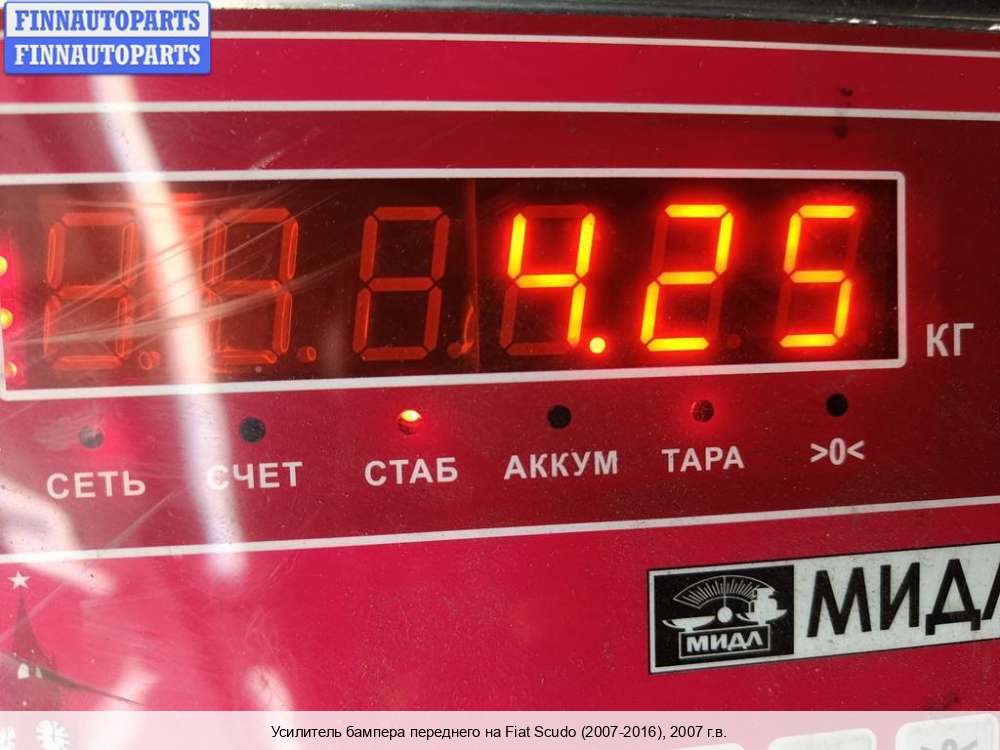 FINNAUTOPARTS
FINNAUTOPARTS
4.25
КГ
СЕТЬ СЧЕТ СТАБ АККУМ ТАРА >0<
МИДЛ
МИДЛ
Усилитель бампера переднего на Fiat Scudo (2007-2016), 2007 г.в.